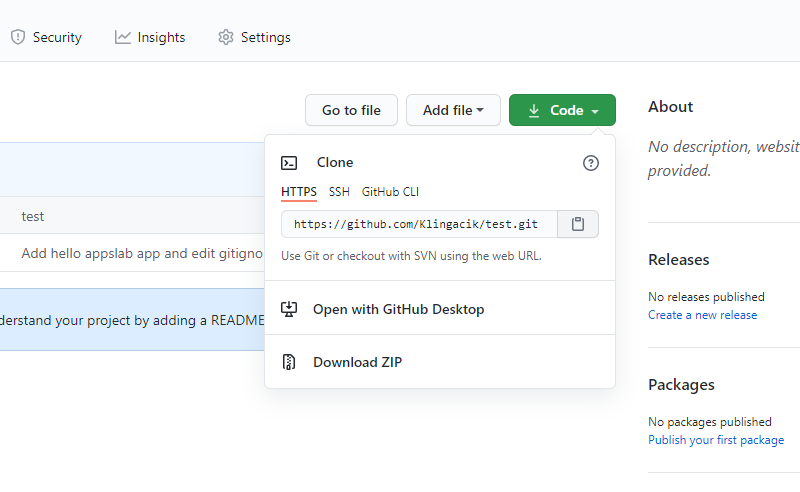 Security
Insights
Settings
Go to file
Add file
Code
Clone
HTTPS
SSH
GitHub CLI
https://github.com/Klingacik/test.git
Use Git or checkout with SVN using the web URL.
Open with GitHub Desktop
Download ZIP
test
Add hello appslab app and edit gitigno
your project by adding a README
About
No description,
provided.
Releases
No releases published
Create a new release
Packages
No packages published
Publish your first package